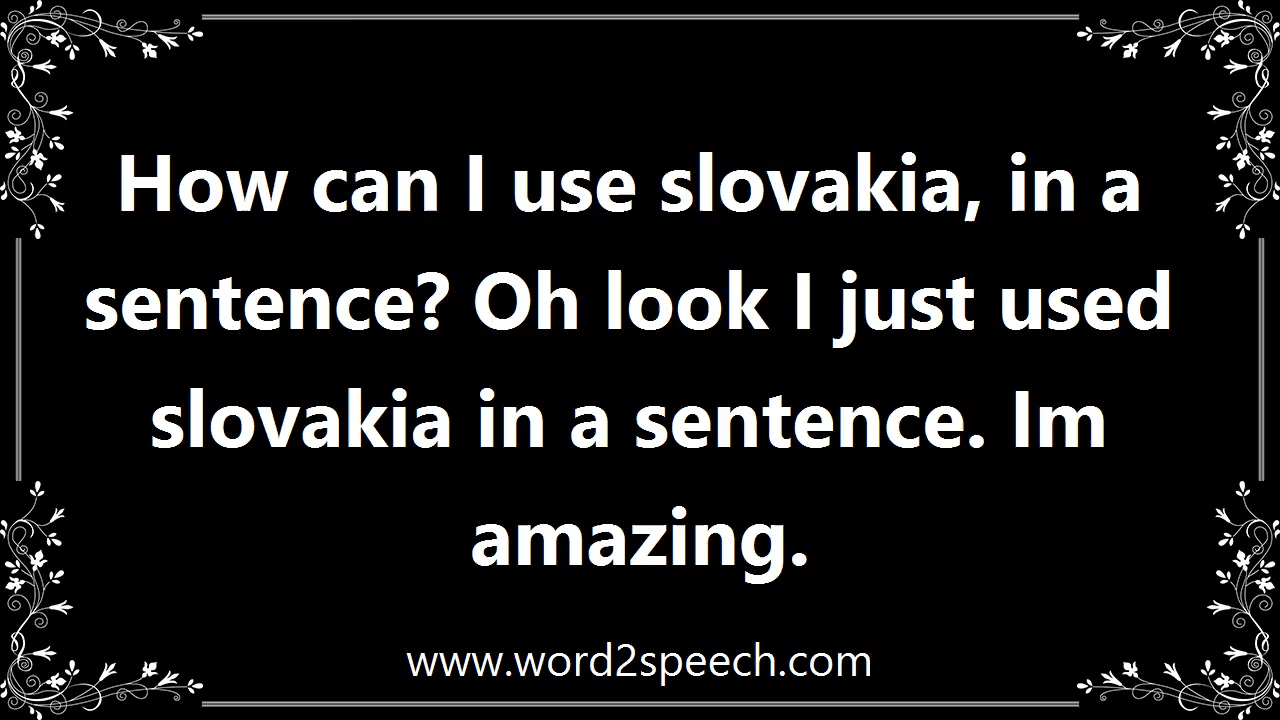 How can I use slovakia, in a
sentence? Oh look I just used
slovakia in a sentence. Im
amazing.
www.word2speech.com